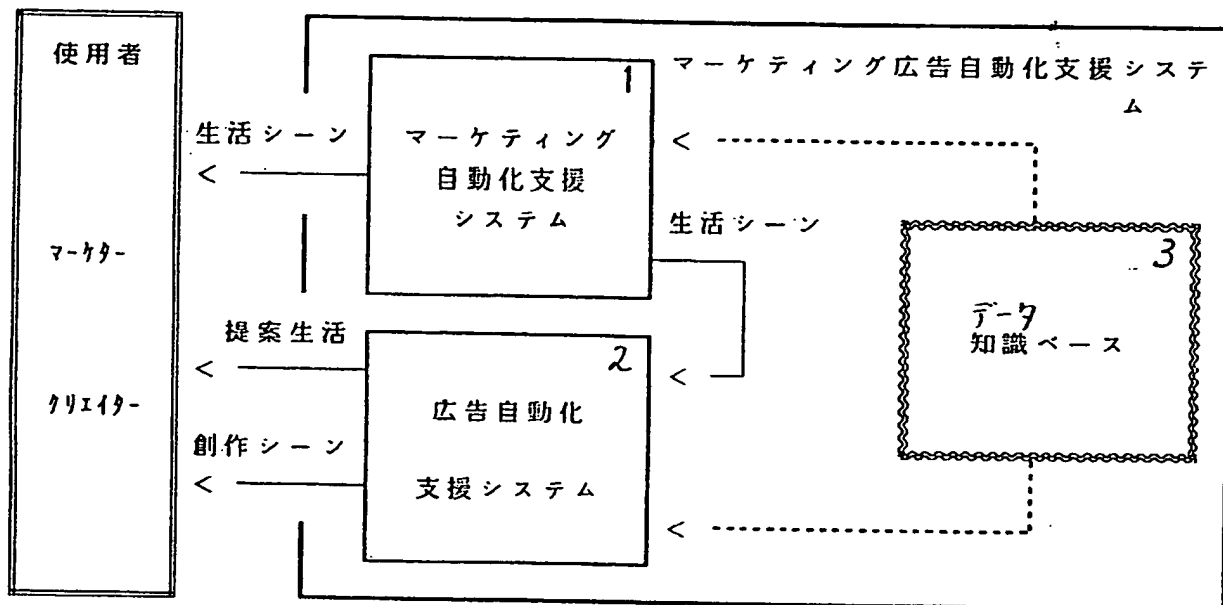 使用者
マーケター
クリエイター
マーケティング広告自動化支援システ
ム
生活シーン
1
マーケティング
自動化支援
システム
生活シーン
提案生活
創作シーン
2
広告自動化
支援システム
3
データ
知識ベース